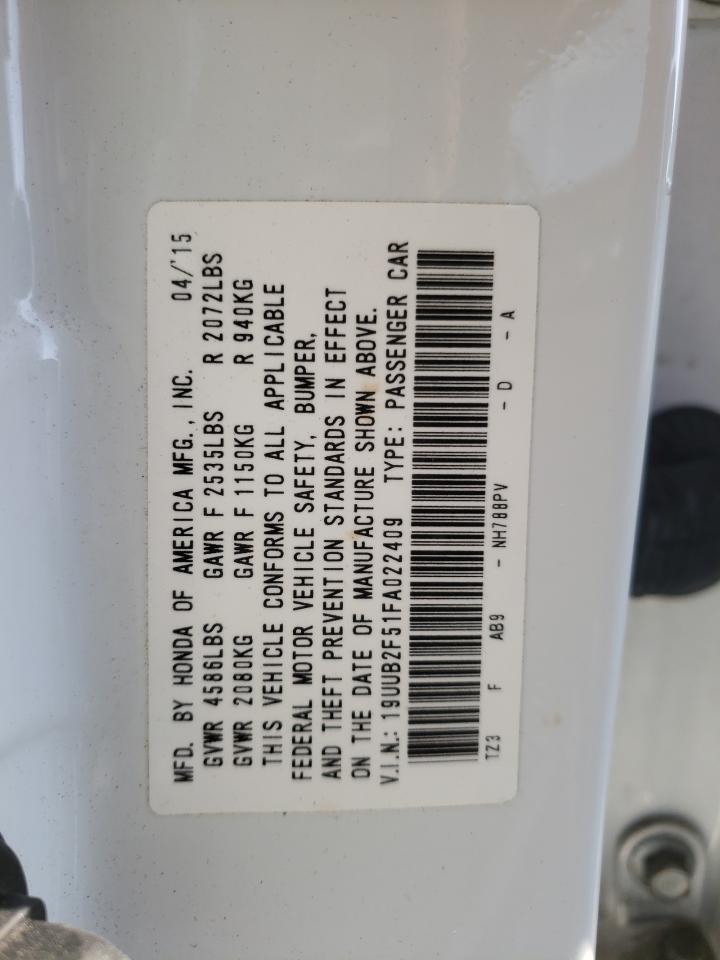 MFD. BY HONDA OF AMERICA MFG., INC. 04/'15
GVWR 4586LBS GAWR F 2535LBS R 2072LBS
GVWR 2080KG GAWR F 1150KG R 940KG
THIS VEHICLE CONFORMS TO ALL APPLICABLE
FEDERAL MOTOR VEHICLE SAFETY, BUMPER,
AND THEFT PREVENTION STANDARDS IN EFFECT
ON THE DATE OF MANUFACTURE SHOWN ABOVE.
V.I.N.: 19UUB2F51FA022409 TYPE: PASSENGER CAR
TZ3 F AB9 - NH788PV - D - A